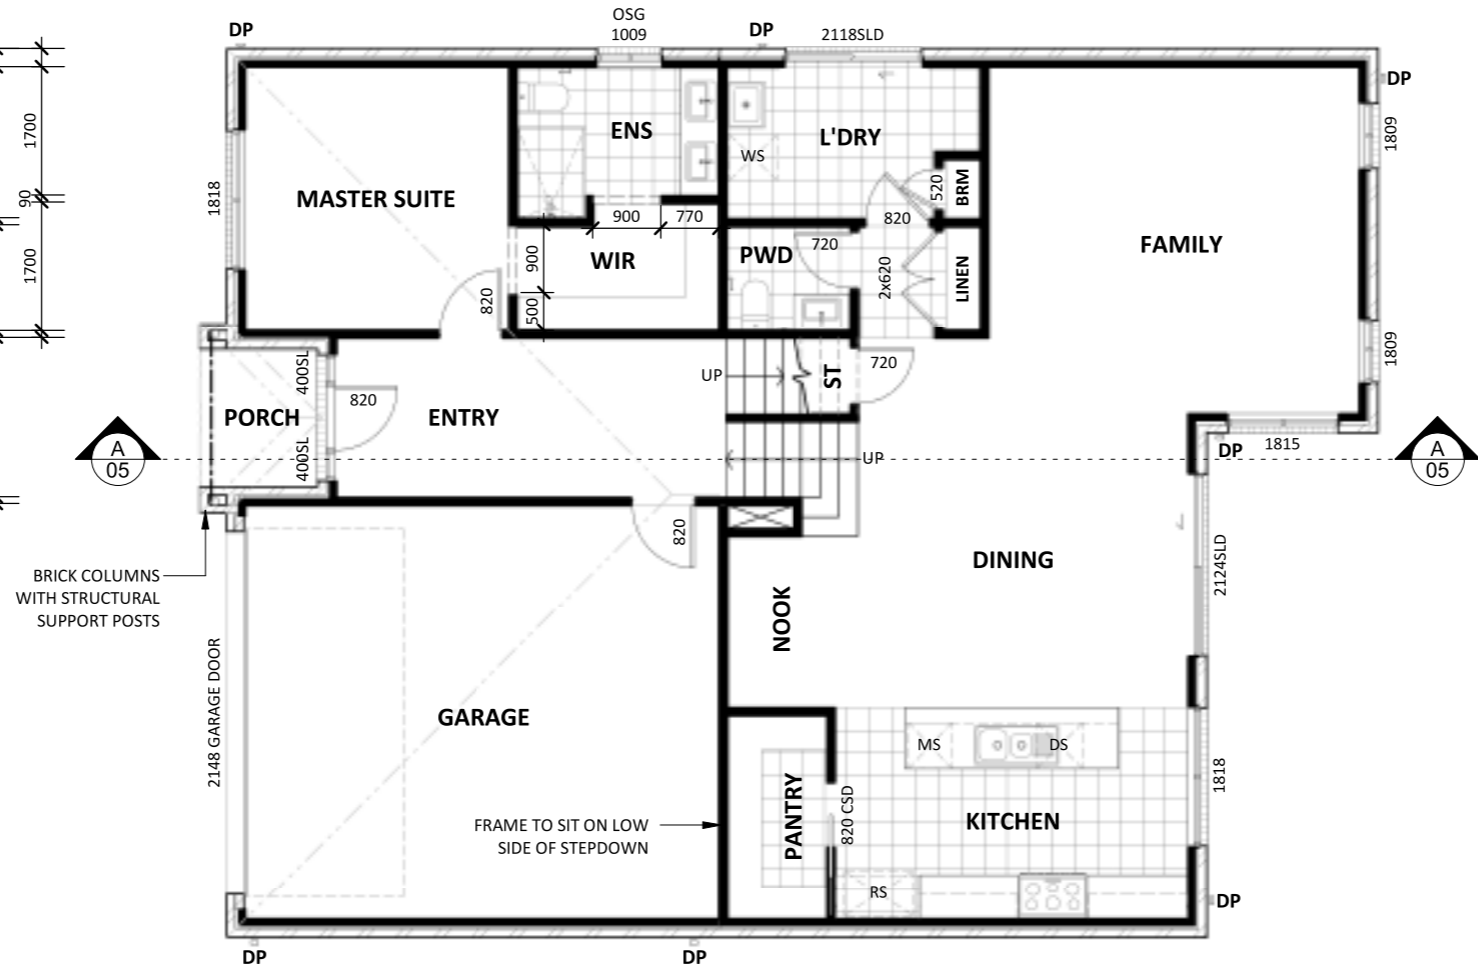 OSG
1009
DP
DP
2118SLD
DP
1700
90
1700
1818
MASTER SUITE
ENS
L'DRY
WS
520
BRM
1809
900
770
820
720
PWD
WIR
900
500
820
2x620
LINEN
FAMILY
1809
400SL
PORCH
820
ENTRY
400SL
UP
ST
720
UP
1815
DP
A
05
A
05
820
BRICK COLUMNS
WITH STRUCTURAL
SUPPORT POSTS
NOOK
DINING
2124SLD
2148 GARAGE DOOR
GARAGE
MS
DS
1818
FRAME TO SIT ON LOW
SIDE OF STEPDOWN
PANTRY
820 CSD
KITCHEN
RS
DP
DP
DP